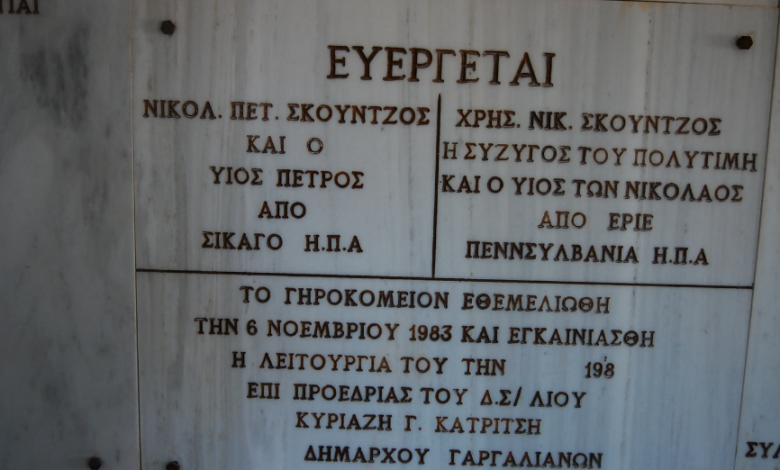 ΕΥΕΡΓΕΤΑΙ
ΝΙΚΟΛ. ΠΕΤ. ΣΚΟΥΝΤΖΟΣ
ΚΑΙ Ο
ΥΙΟΣ ΠΕΤΡΟΣ
ΑΠΟ
ΣΙΚΑΓΟ Η.Π.Α
ΧΡΗΣ. ΝΙΚ. ΣΚΟΥΝΤΖΟΣ
Η ΣΥΖΥΓΟΣ ΤΟΥ ΠΟΛΥΤΙΜΗ
ΚΑΙ Ο ΥΙΟΣ ΤΩΝ ΝΙΚΟΛΑΟΣ
ΑΠΟ ΕΡΙΕ
ΠΕΝΝΣΥΛΒΑΝΙΑ Η.Π.Α
ΤΟ ΓΗΡΟΚΟΜΕΙΟΝ ΕΘΕΜΕΛΙΩΘΗ
ΤΗΝ 6 ΝΟΕΜΒΡΙΟΥ 1983 ΚΑΙ ΕΓΚΑΙΝΙΑΣΘΗ
Η ΛΕΙΤΟΥΡΓΙΑ ΤΟΥ ΤΗΝ 198
ΕΠΙ ΠΡΟΕΔΡΙΑΣ ΤΟΥ Δ.Σ/ΛΙΟΥ
ΚΥΡΙΑΖΗ Γ. ΚΑΤΡΙΤΣΗ
ΔΗΜΑΡΧΟΥ ΓΑΡΓΑΛΙΑΝΩΝ